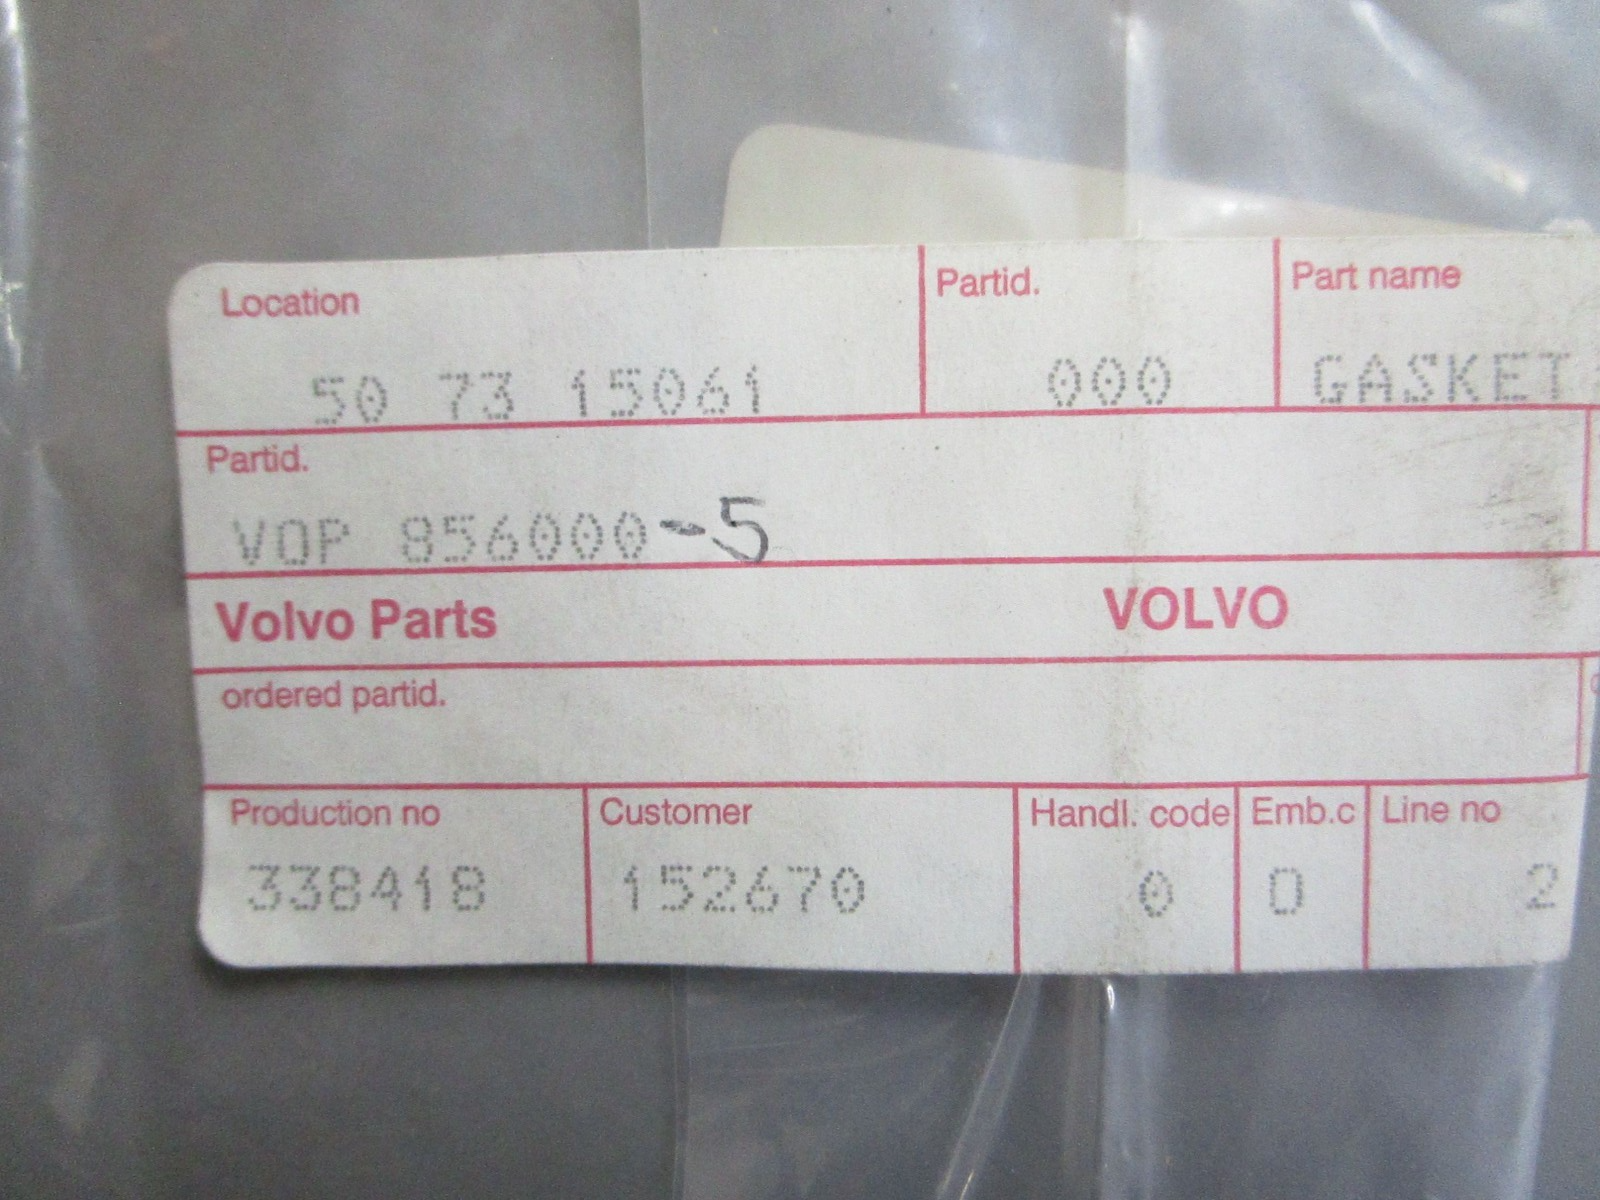 Location Partid. Part name
50 73 15061 000 GASKET
Partid.
VOP 856000-5
Volvo Parts VOLVO
ordered partid.
Production no Customer Handl. code Emb.c Line no
338418 152670 0 0 2